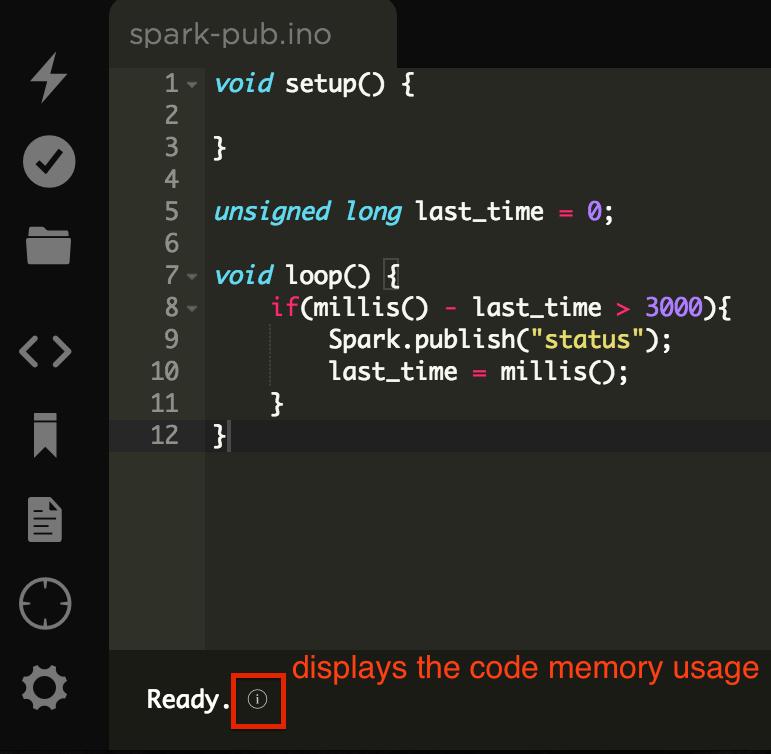 spark-pub.ino
1 void setup() {
2
3 }
4
5 unsigned long last_time = 0;
6
7 void loop() {
8     if(millis() - last_time > 3000){
9         Spark.publish("status");
10         last_time = millis();
11     }
12 }
displays the code memory usage
Ready.